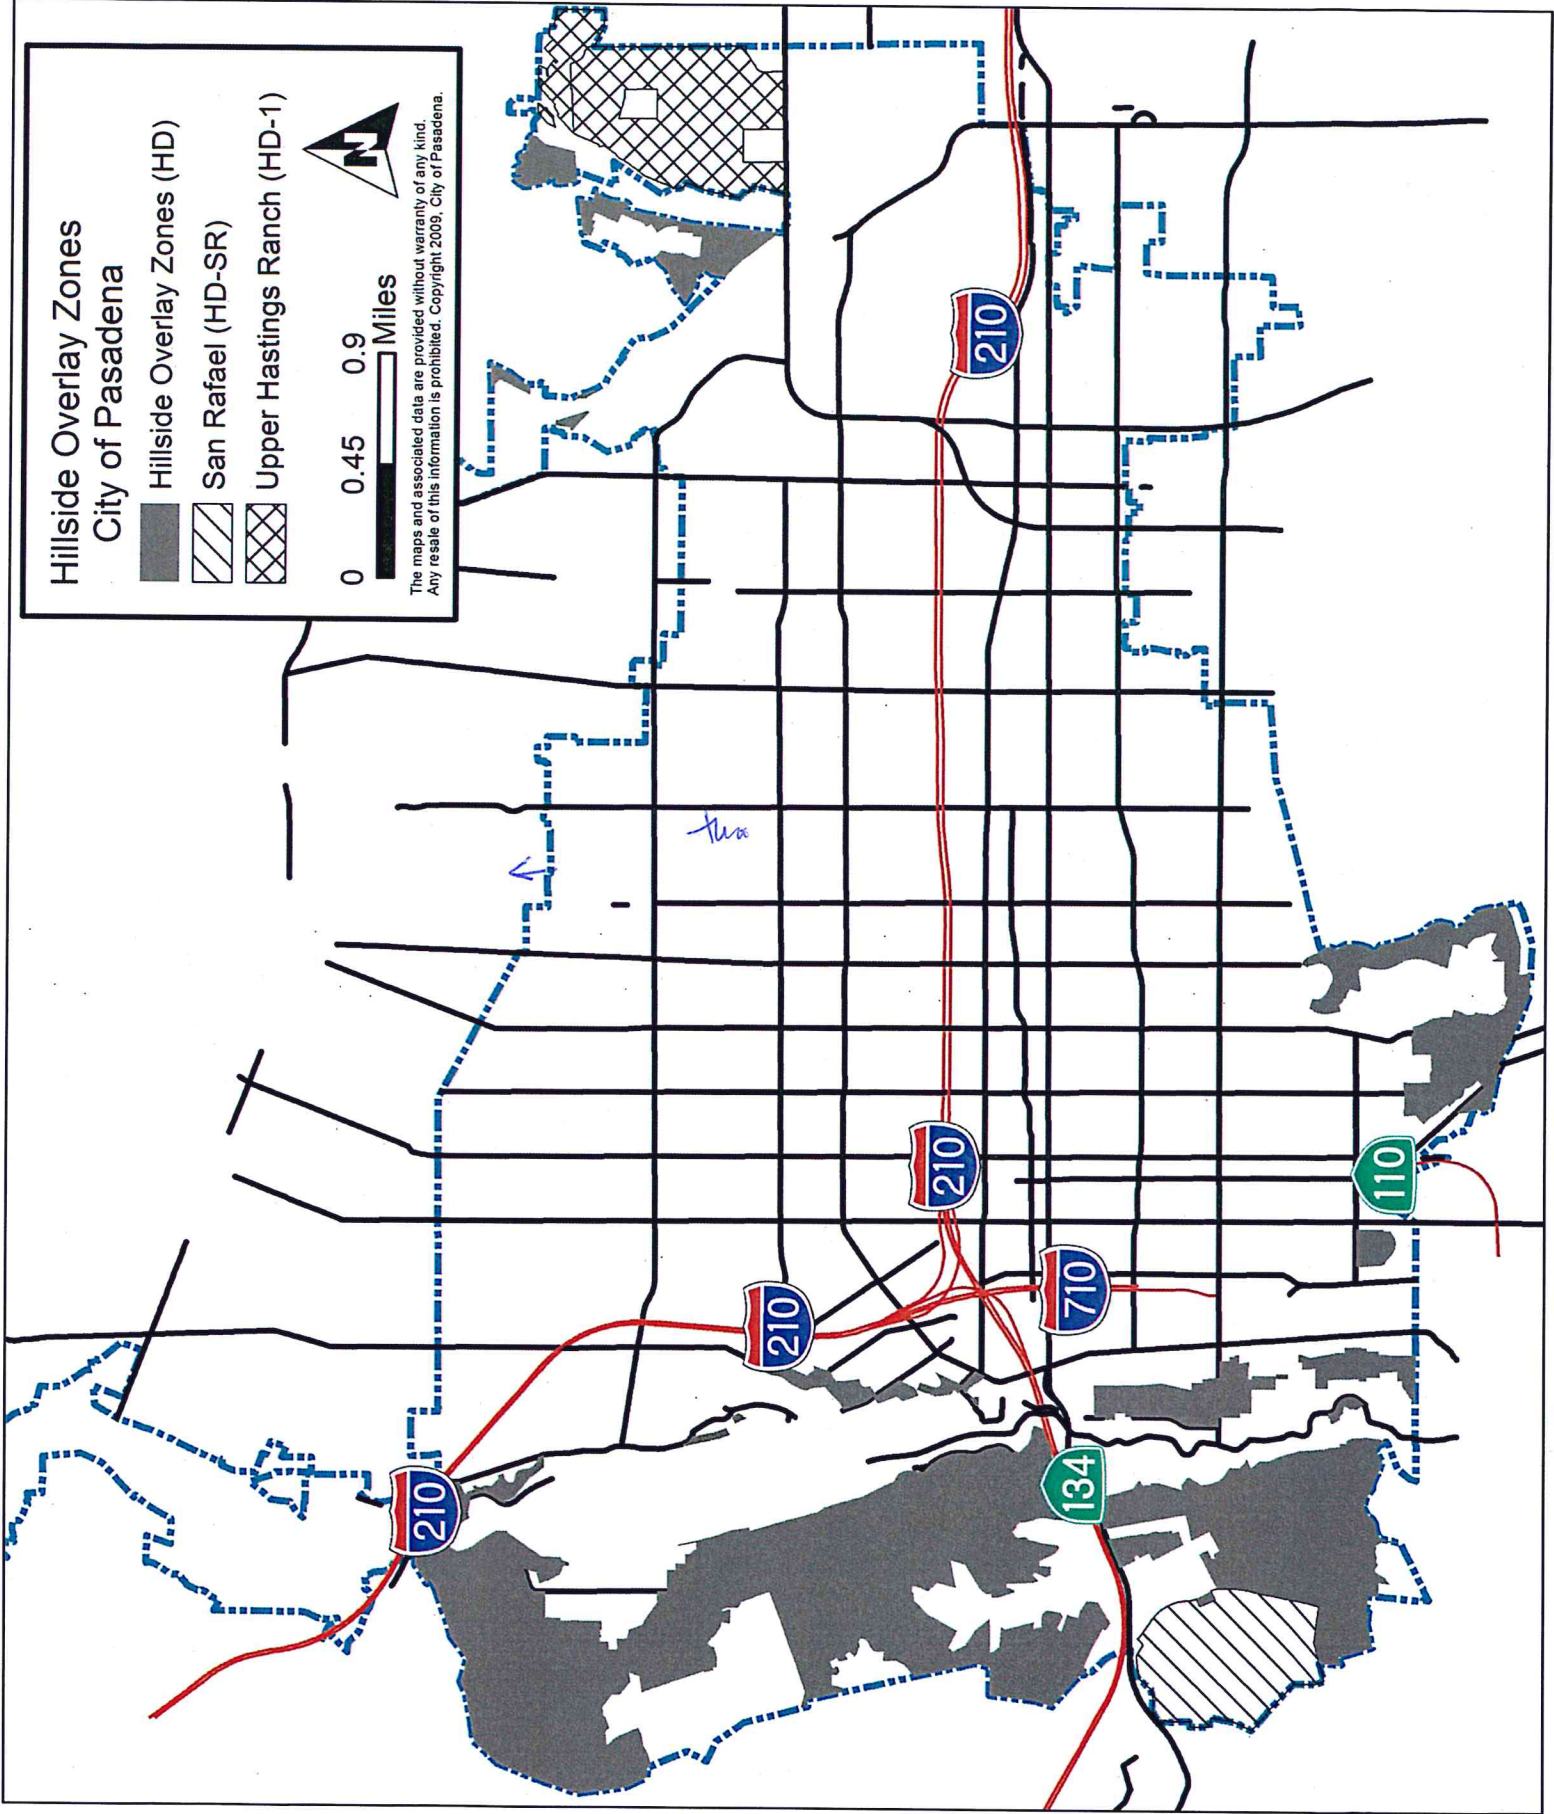 Hillside Overlay Zones
City of Pasadena
Hillside Overlay Zones (HD)
San Rafael (HD-SR)
Upper Hastings Ranch (HD-1)
N
0 0.45 0.9
Miles
The maps and associated data are provided without warranty of any kind.
Any resale of this information is prohibited. Copyright 2009, City of Pasadena.
210
210
210
210
710
134
110